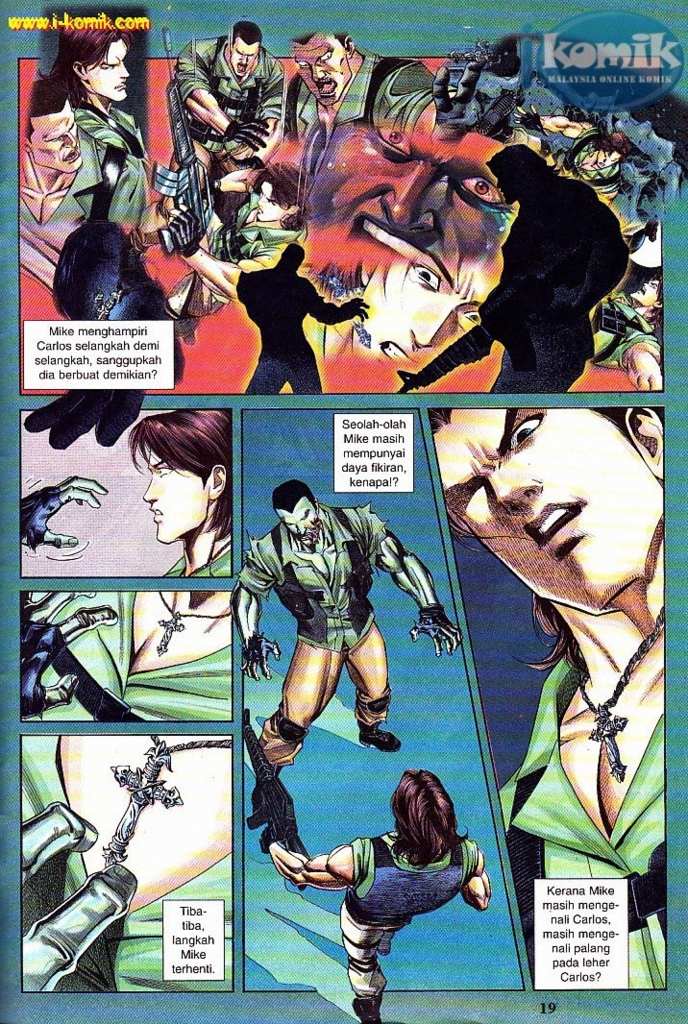 www.i-komik.com
komik
MALAYSIA ONLINE KOMIK
Mike menghampiri
Carlos selangkah demi
selangkah, sanggupkah
dia berbuat demikian?
Seolah-olah
Mike masih
mempunyai
daya fikiran,
kenapa!?
Tiba-
tiba,
langkah
Mike
terhenti.
Kerana Mike
masih menge-
nali Carlos,
masih menge-
nali palang
pada leher
Carlos?
19